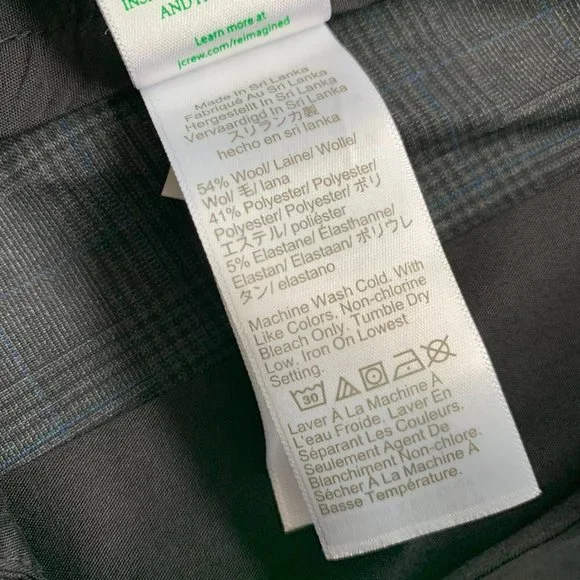 AND
Learn more at
jcrew.com/reimagined
Made In Sri Lanka
Fabriqué Au Sri Lanka
Hergestellt In Sri Lanka
Vervaardigd In Sri Lanka
スリランカ製
hecho en sri lanka
54% Wool/ Laine/ Wolle/
Wol/ 毛/ lana
41% Polyester/ Polyester/
Polyester/ Polyester/ ポリ
エステル/ poliéster
5% Elastane/ Élasthanne/
Elastan/ Elastaan/ ポリウレ
タン/ elastano
Machine Wash Cold. With
Like Colors. Non-chlorine
Bleach Only. Tumble Dry
Low. Iron On Lowest
Setting.
30
Laver À La Machine À
L'eau Froide. Laver En
Séparant Les Couleurs.
Seulement Agent De
Blanchiment Non-chlore.
Sécher À La Machine À
Basse Température.